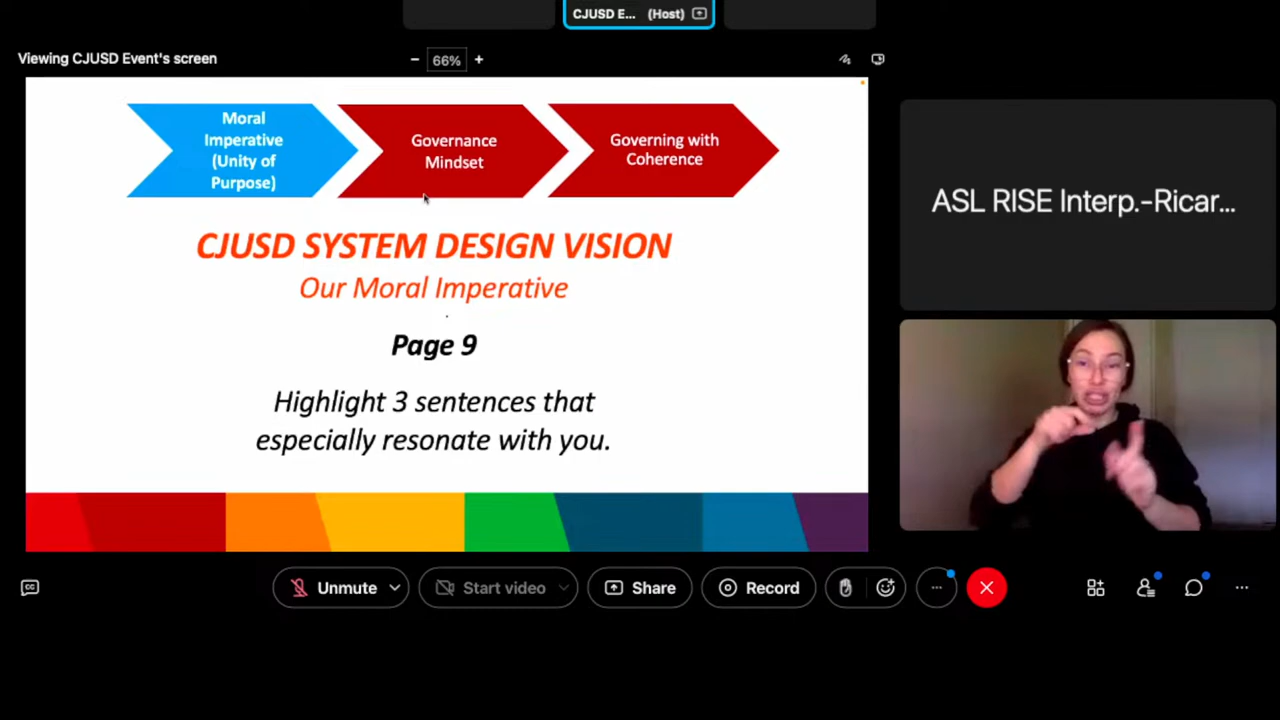 CJUSD E... (Host)
Viewing CJUSD Event's screen
66%
Moral
Imperative
(Unity of
Purpose)
Governance
Mindset
Governing with
Coherence
CJUSD SYSTEM DESIGN VISION
Our Moral Imperative
Page 9
Highlight 3 sentences that
especially resonate with you.
ASL RISE Interp.-Ricar...
CC
Unmute
Start video
Share
Record